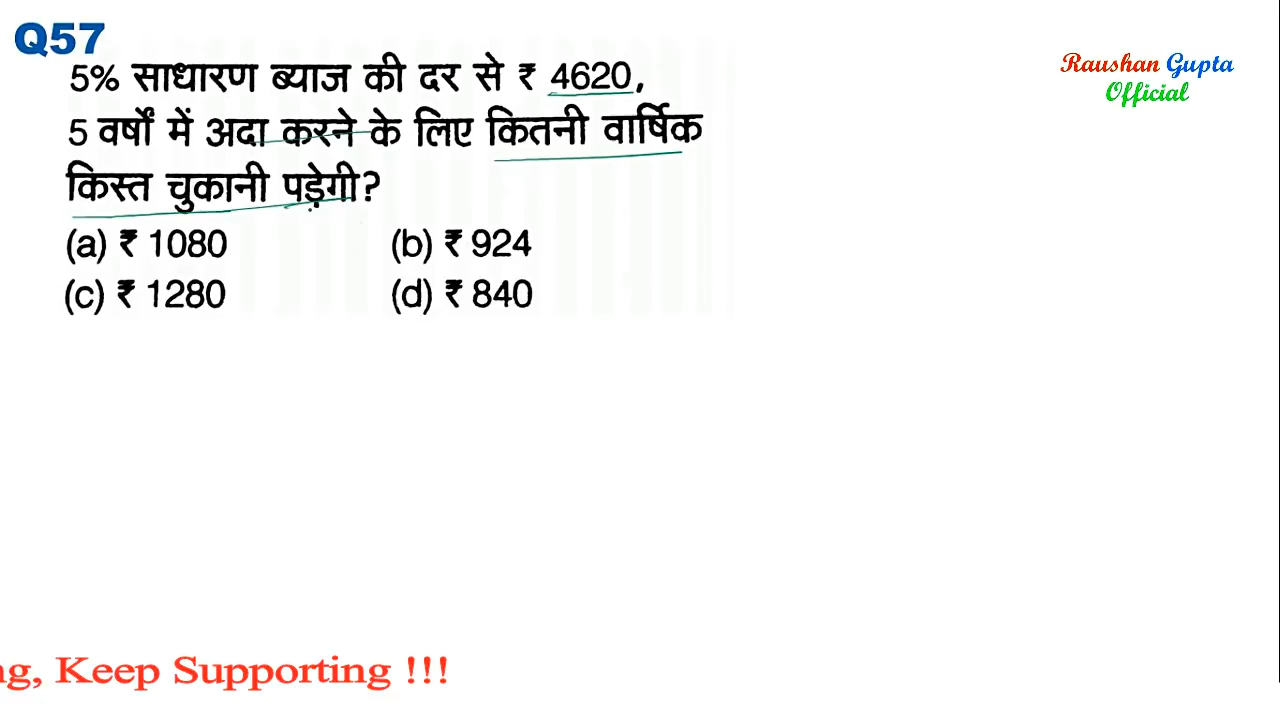 Q57
5% साधारण ब्याज की दर से ₹ 4620,
5 वर्षों में अदा करने के लिए कितनी वार्षिक
किस्त चुकानी पड़ेगी?
(a) ₹ 1080 (b) ₹ 924
(c) ₹ 1280 (d) ₹ 840
Raushan Gupta
Official
ng, Keep Supporting !!!